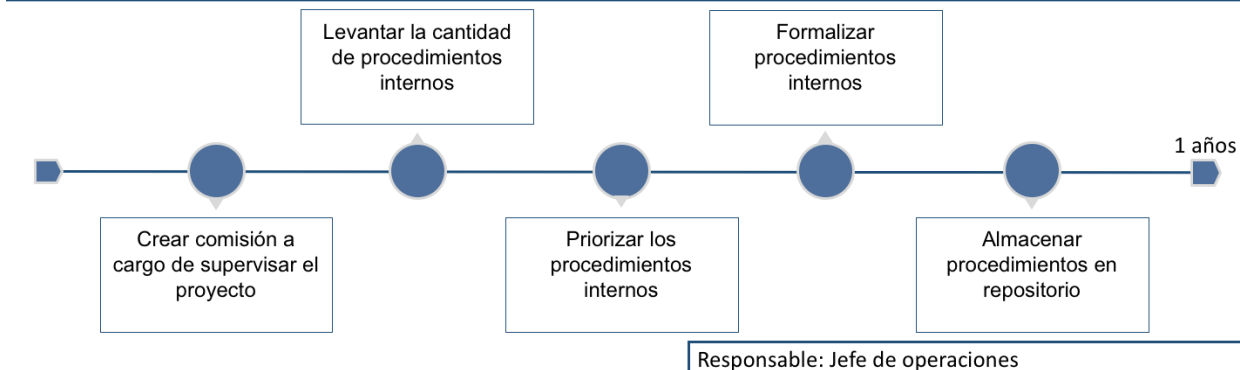 Levantar la cantidad
de procedimientos
internos
Formalizar
procedimientos
internos
1 años
Crear comisión a
cargo de supervisar el
proyecto
Priorizar los
procedimientos
internos
Almacenar
procedimientos en
repositorio
Responsable: Jefe de operaciones